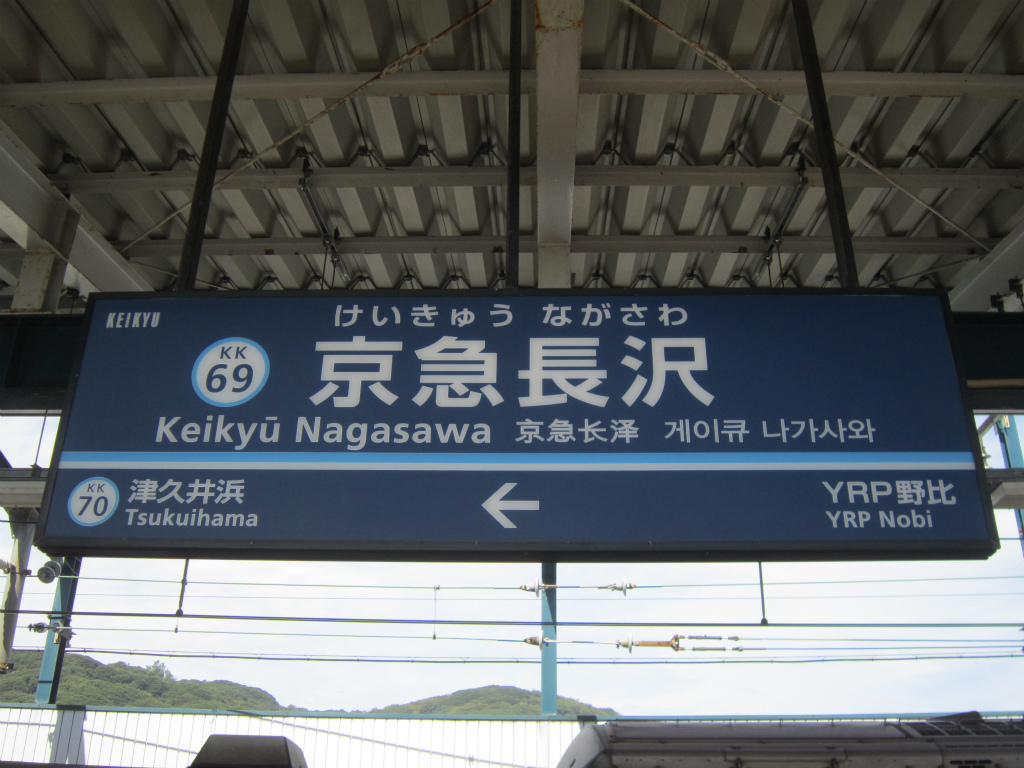 KEIKYU
けいきゅう ながさわ
KK
69
京急長沢
Keikyū Nagasawa 京急长泽 게이큐 나가사와
KK
70
津久井浜
Tsukuihama
←
YRP野比
YRP Nobi